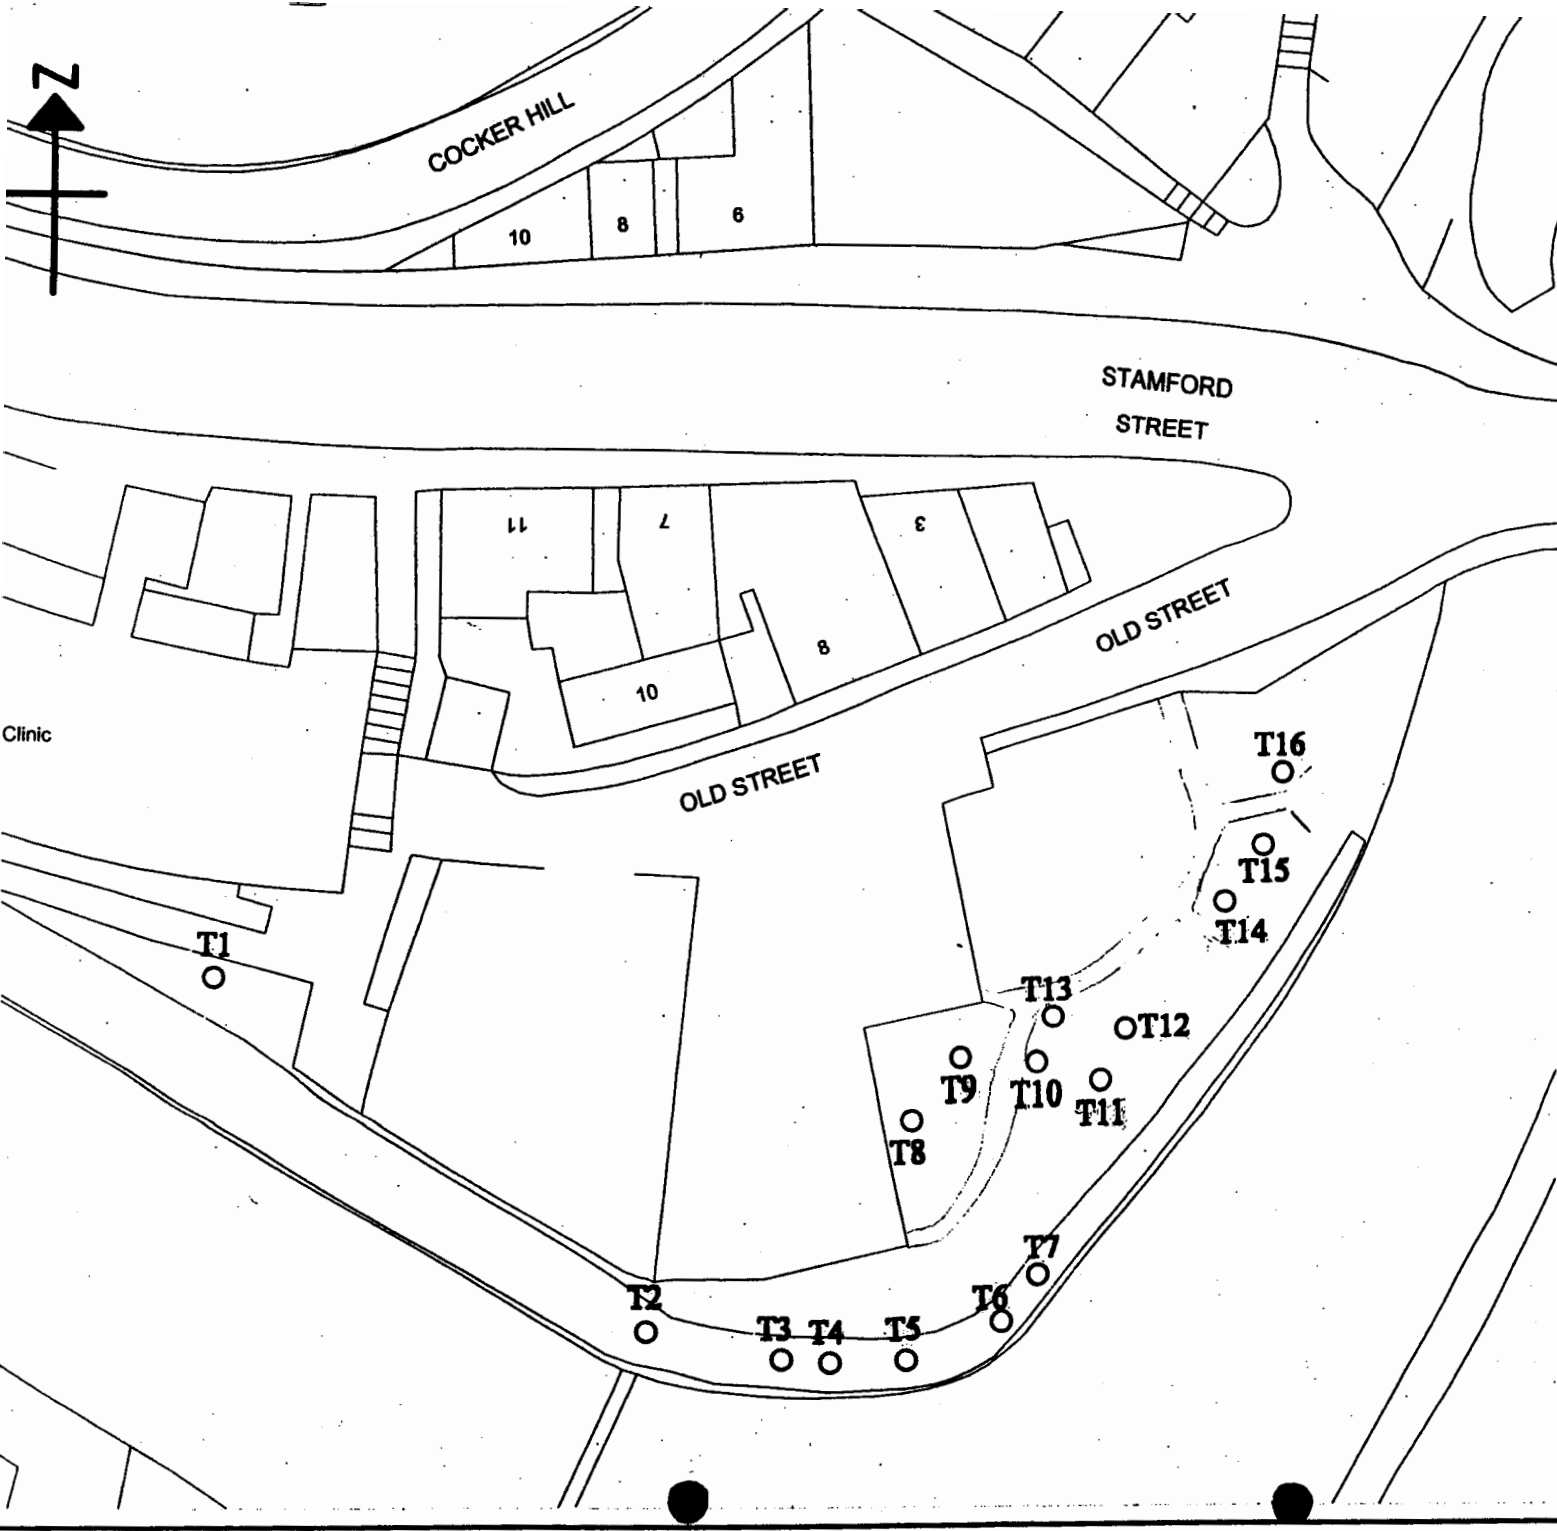 N
COCKER HILL
10
8
6
STAMFORD
STREET
11
7
3
8
10
OLD STREET
OLD STREET
Clinic
T16
T15
T14
T1
T13
T12
T9
T10
T11
T8
T7
T2
T6
T3
T4
T5